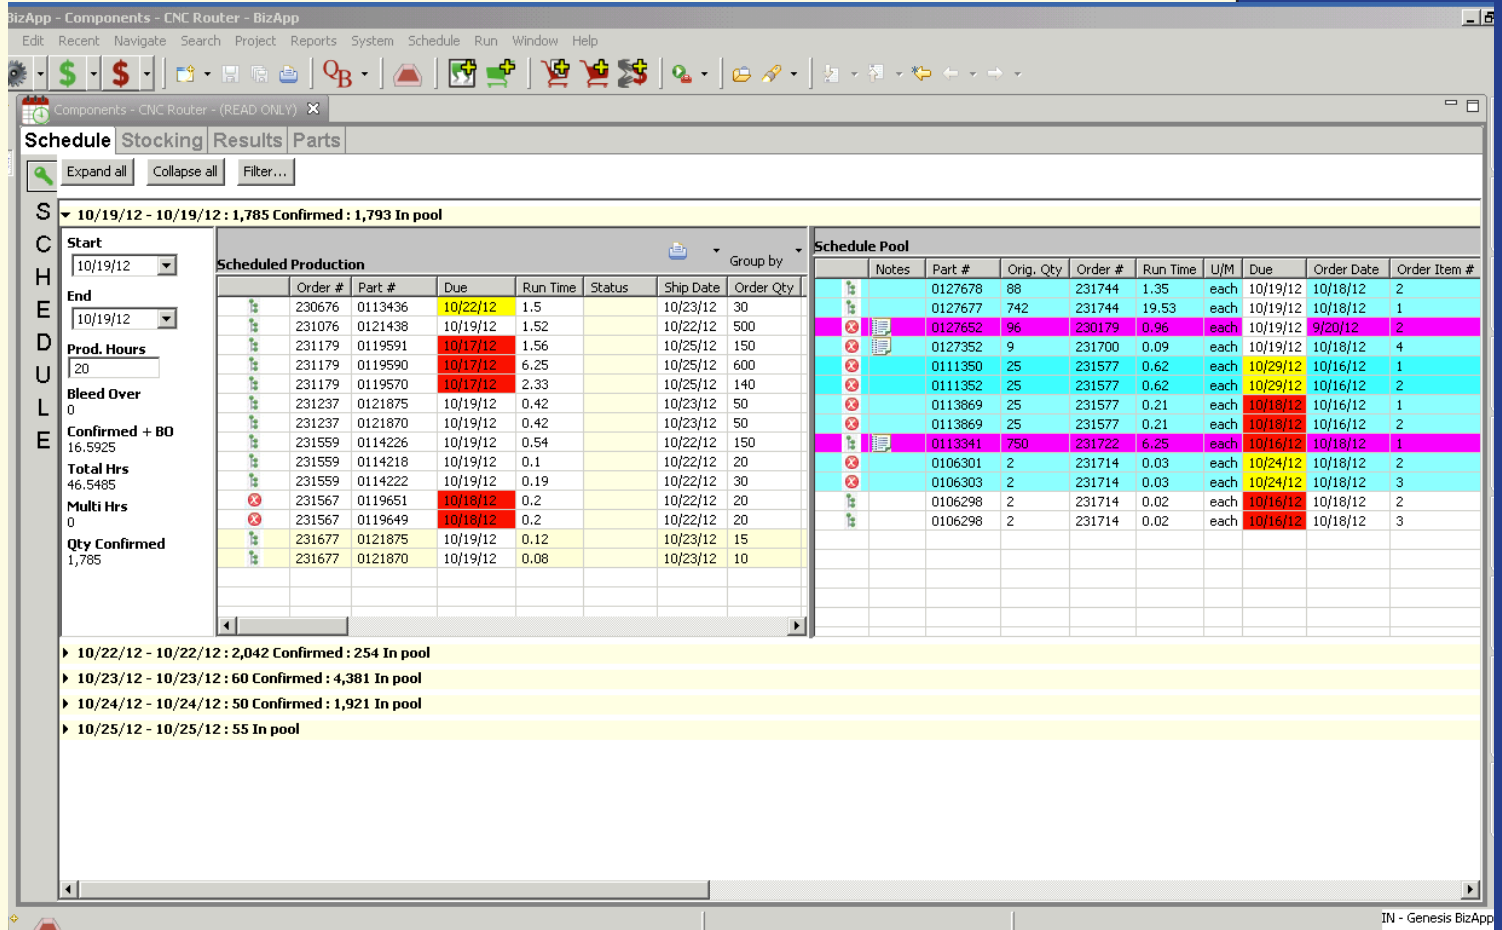 BizApp - Components - CNC Router - BizApp
Edit Recent Navigate Search Project Reports System Schedule Run Window Help
QB
Components - CNC Router - (READ ONLY)
Schedule Stocking Results Parts
Expand all Collapse all Filter...
SCHEDULE
10/19/12 - 10/19/12 : 1,785 Confirmed : 1,793 In pool
Start
10/19/12
End
10/19/12
Prod. Hours
20
Bleed Over
0
Confirmed + BO
16.5925
Total Hrs
46.5485
Multi Hrs
0
Qty Confirmed
1,785
Scheduled Production Group by
Order # Part # Due Run Time Status Ship Date Order Qty
230676 0113436 10/22/12 1.5 10/23/12 30
231076 0121438 10/19/12 1.52 10/22/12 500
231179 0119591 10/17/12 1.56 10/25/12 150
231179 0119590 10/17/12 6.25 10/25/12 600
231179 0119570 10/17/12 2.33 10/25/12 140
231237 0121875 10/19/12 0.42 10/23/12 50
231237 0121870 10/19/12 0.42 10/23/12 50
231559 0114226 10/19/12 0.54 10/22/12 150
231559 0114218 10/19/12 0.1 10/22/12 20
231559 0114222 10/19/12 0.19 10/22/12 30
231567 0119651 10/18/12 0.2 10/22/12 20
231567 0119649 10/18/12 0.2 10/22/12 20
231677 0121875 10/19/12 0.12 10/23/12 15
231677 0121870 10/19/12 0.08 10/23/12 10
Schedule Pool
Notes Part # Orig. Qty Order # Run Time U/M Due Order Date Order Item #
0127678 88 231744 1.35 each 10/19/12 10/18/12 2
0127677 742 231744 19.53 each 10/19/12 10/18/12 1
0127652 96 230179 0.96 each 10/19/12 9/20/12 2
0127352 9 231700 0.09 each 10/19/12 10/18/12 4
0111350 25 231577 0.62 each 10/29/12 10/16/12 1
0111352 25 231577 0.62 each 10/29/12 10/16/12 2
0113869 25 231577 0.21 each 10/18/12 10/16/12 1
0113869 25 231577 0.21 each 10/18/12 10/16/12 2
0113341 750 231722 6.25 each 10/16/12 10/18/12 1
0106301 2 231714 0.03 each 10/24/12 10/18/12 2
0106303 2 231714 0.03 each 10/24/12 10/18/12 3
0106298 2 231714 0.02 each 10/16/12 10/18/12 2
0106298 2 231714 0.02 each 10/16/12 10/18/12 3
10/22/12 - 10/22/12 : 2,042 Confirmed : 254 In pool
10/23/12 - 10/23/12 : 60 Confirmed : 4,381 In pool
10/24/12 - 10/24/12 : 50 Confirmed : 1,921 In pool
10/25/12 - 10/25/12 : 55 In pool
IN - Genesis BizApp